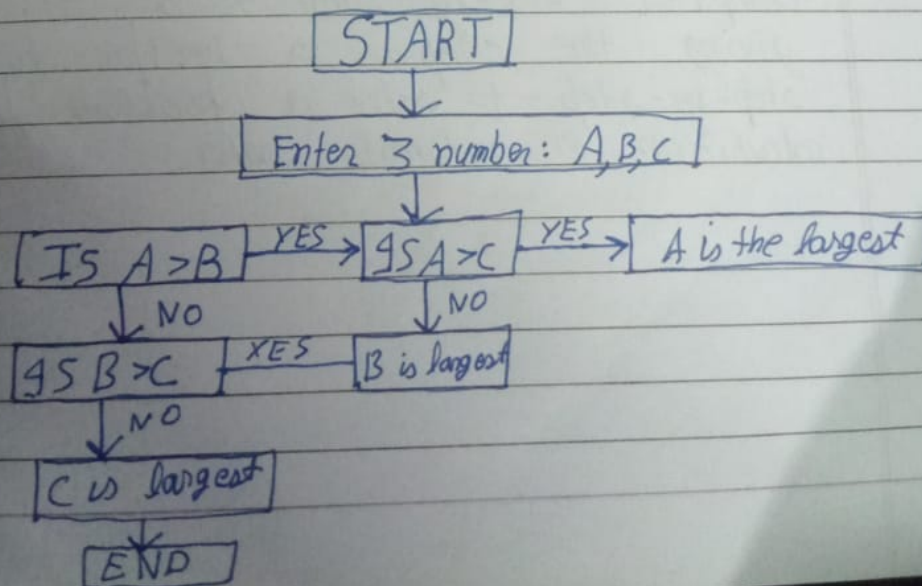 START
Enter 3 number: A,B,C
IS A>B YES IS A>C YES A is the largest
NO NO
IS B>C YES B is largest
NO
C is largest
END